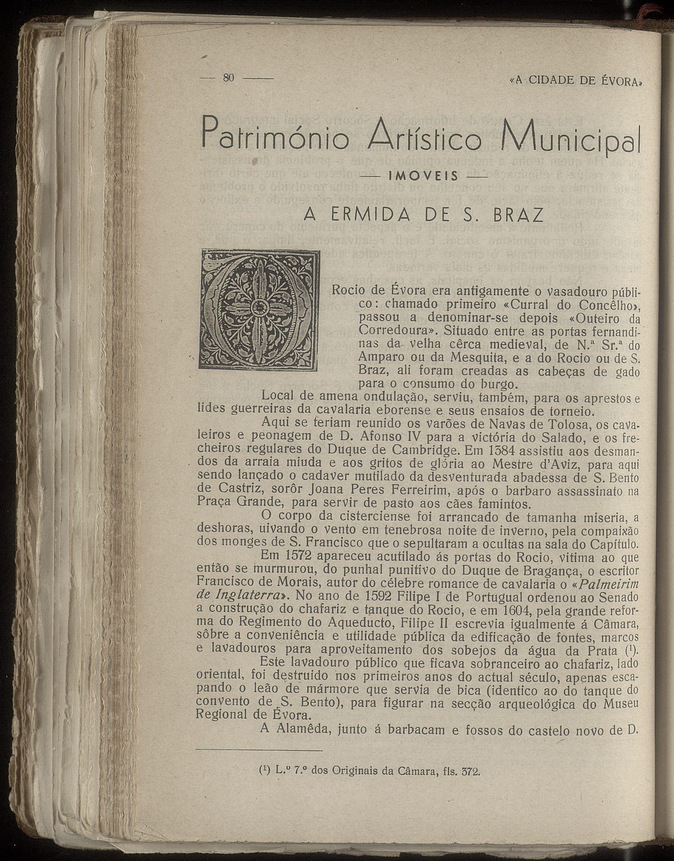 — 80 —— «A CIDADE DE ÉVORA»
Património Artístico Municipal
— IMOVEIS —
A ERMIDA DE S. BRAZ
O Rocio de Évora era antigamente o vasadouro públi-
co: chamado primeiro «Curral do Concêlho»,
passou a denominar-se depois «Outeiro da
Corredoura». Situado entre as portas fernandi-
nas da velha cêrca medieval, de N.ª Sr.ª do
Amparo ou da Mesquita, e a do Rocio ou de S.
Braz, ali foram creadas as cabeças de gado
para o consumo do burgo.
Local de amena ondulação, serviu, também, para os aprestos e
lides guerreiras da cavalaria eborense e seus ensaios de torneio.
Aqui se teriam reunido os varões de Navas de Tolosa, os cava-
leiros e peonagem de D. Afonso IV para a victória do Salado, e os fre-
cheiros regulares do Duque de Cambridge. Em 1384 assistiu aos desman-
dos da arraia miuda e aos gritos de glória ao Mestre d'Aviz, para aqui
sendo lançado o cadaver mutilado da desventurada abadessa de S. Bento
de Castriz, sorôr Joana Peres Ferreirim, após o barbaro assassinato na
Praça Grande, para servir de pasto aos cães famintos.
O corpo da cisterciense foi arrancado de tamanha miseria, a
deshoras, uivando o vento em tenebrosa noite de inverno, pela compaixão
dos monges de S. Francisco que o sepultaram a ocultas na sala do Capítulo.
Em 1572 apareceu acutilado ás portas do Rocio, vitima ao que
então se murmurou, do punhal punitivo do Duque de Bragança, o escritor
Francisco de Morais, autor do célebre romance de cavalaria o «Palmeirim
de Inglaterra». No ano de 1592 Filipe I de Portugual ordenou ao Senado
a construção do chafariz e tanque do Rocio, e em 1604, pela grande refor-
ma do Regimento do Aqueducto, Filipe II escrevia igualmente á Câmara,
sôbre a conveniência e utilidade pública da edificação de fontes, marcos
e lavadouros para aproveitamento dos sobejos da água da Prata (¹).
Este lavadouro público que ficava sobranceiro ao chafariz, lado
oriental, foi destruido nos primeiros anos do actual século, apenas esca-
pando o leão de mármore que servia de bica (identico ao do tanque do
convento de S. Bento), para figurar na secção arqueológica do Museu
Regional de Évora.
A Alamêda, junto á barbacam e fossos do castelo novo de D.
(¹) L.º 7.º dos Originais da Câmara, fls. 372.